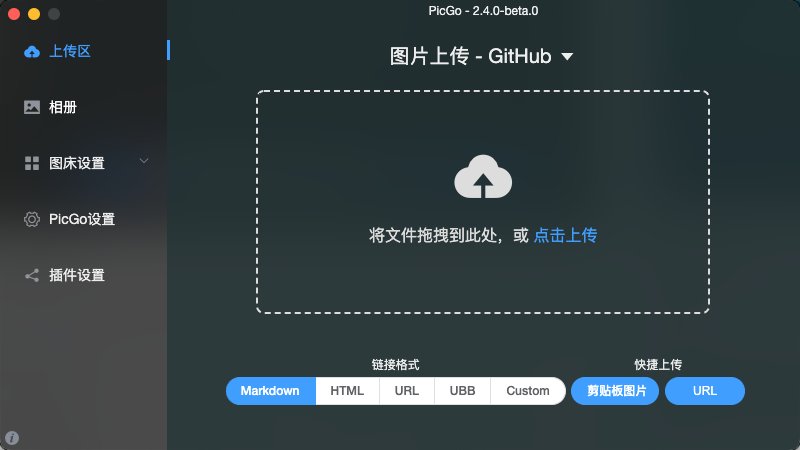 PicGo - 2.4.0-beta.0
上传区
相册
图床设置
PicGo设置
插件设置
图片上传 - GitHub
将文件拖拽到此处，或 点击上传
链接格式
Markdown HTML URL UBB Custom
快捷上传
剪贴板图片 URL